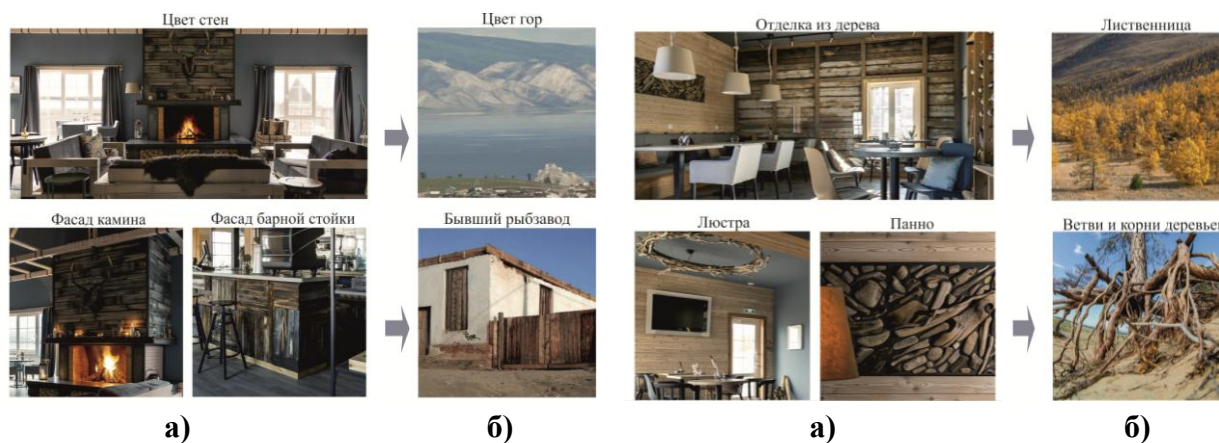 Цвет стен
Цвет гор
Отделка из дерева
Лиственница
Фасад камина
Фасад барной стойки
Бывший рыбзавод
Люстра
Панно
Ветви и корни деревьев
а)
б)
а)
б)